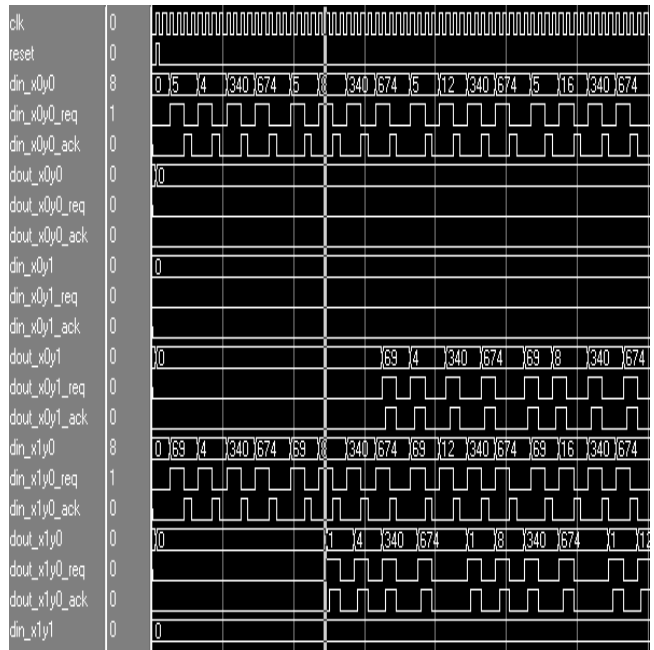 clk 0
reset 0
din_x0y0 8 0 5 4 340 674 5 340 674 5 12 340 674 5 16 340 674
din_x0y0_req 1
din_x0y0_ack 0
dout_x0y0 0 0
dout_x0y0_req 0
dout_x0y0_ack 0
din_x0y1 0 0
din_x0y1_req 0
din_x0y1_ack 0
dout_x0y1 0 0 69 4 340 674 69 8 340 674
dout_x0y1_req 0
dout_x0y1_ack 0
din_x1y0 8 0 69 4 340 674 69 340 674 69 12 340 674 69 16 340 674
din_x1y0_req 1
din_x1y0_ack 0
dout_x1y0 0 0 1 4 340 674 1 8 340 674 1 12
dout_x1y0_req 0
dout_x1y0_ack 0
din_x1y1 0 0